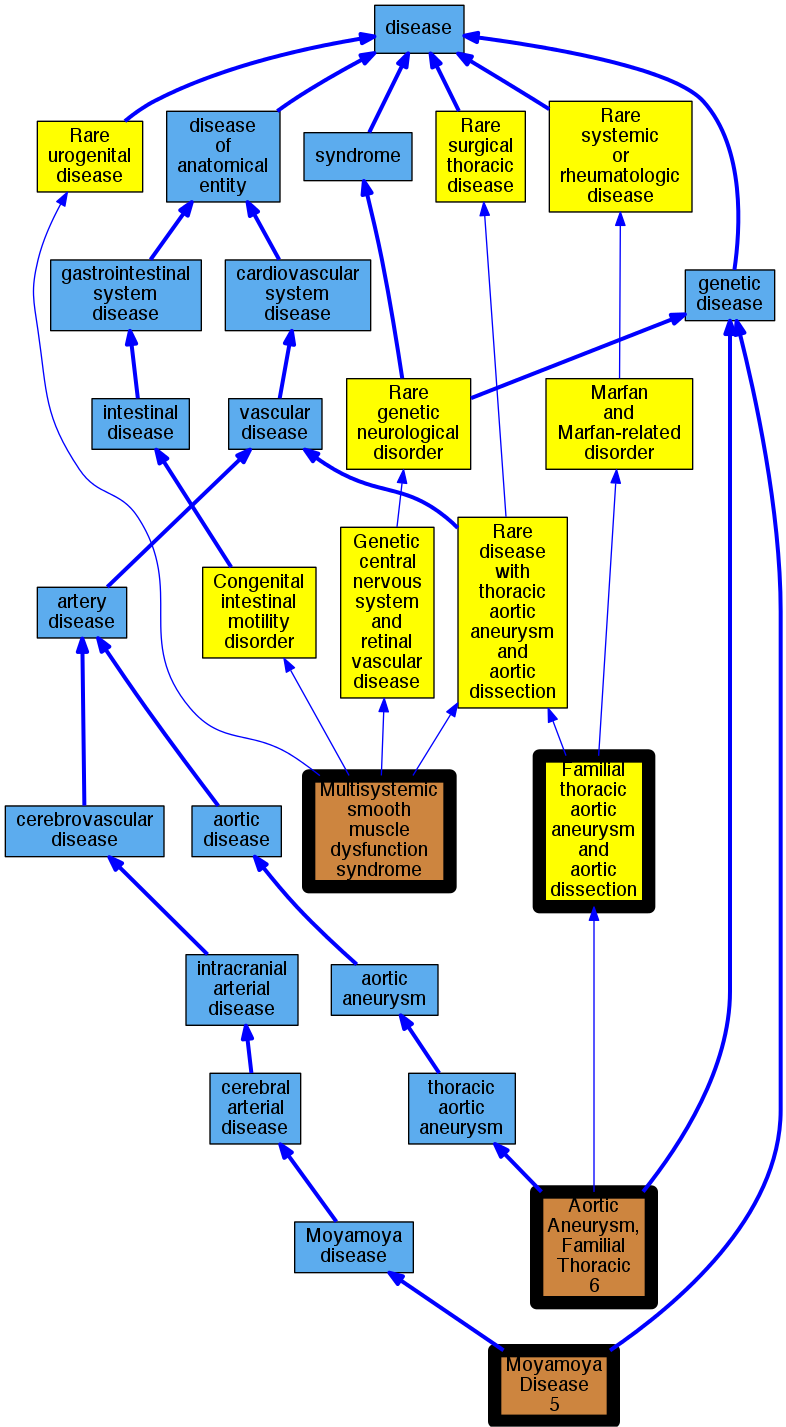 disease
Rare
urogenital
disease
disease
of
anatomical
entity
syndrome
Rare
surgical
thoracic
disease
Rare
systemic
or
rheumatologic
disease
gastrointestinal
system
disease
cardiovascular
system
disease
genetic
disease
intestinal
disease
vascular
disease
Rare
genetic
neurological
disorder
Marfan
and
Marfan-related
disorder
artery
disease
Congenital
intestinal
motility
disorder
Genetic
central
nervous
system
and
retinal
vascular
disease
Rare
disease
with
thoracic
aortic
aneurysm
and
aortic
dissection
cerebrovascular
disease
aortic
disease
Multisystemic
smooth
muscle
dysfunction
syndrome
Familial
thoracic
aortic
aneurysm
and
aortic
dissection
intracranial
arterial
disease
aortic
aneurysm
cerebral
arterial
disease
thoracic
aortic
aneurysm
Moyamoya
disease
Aortic
Aneurysm,
Familial
Thoracic
6
Moyamoya
Disease
5